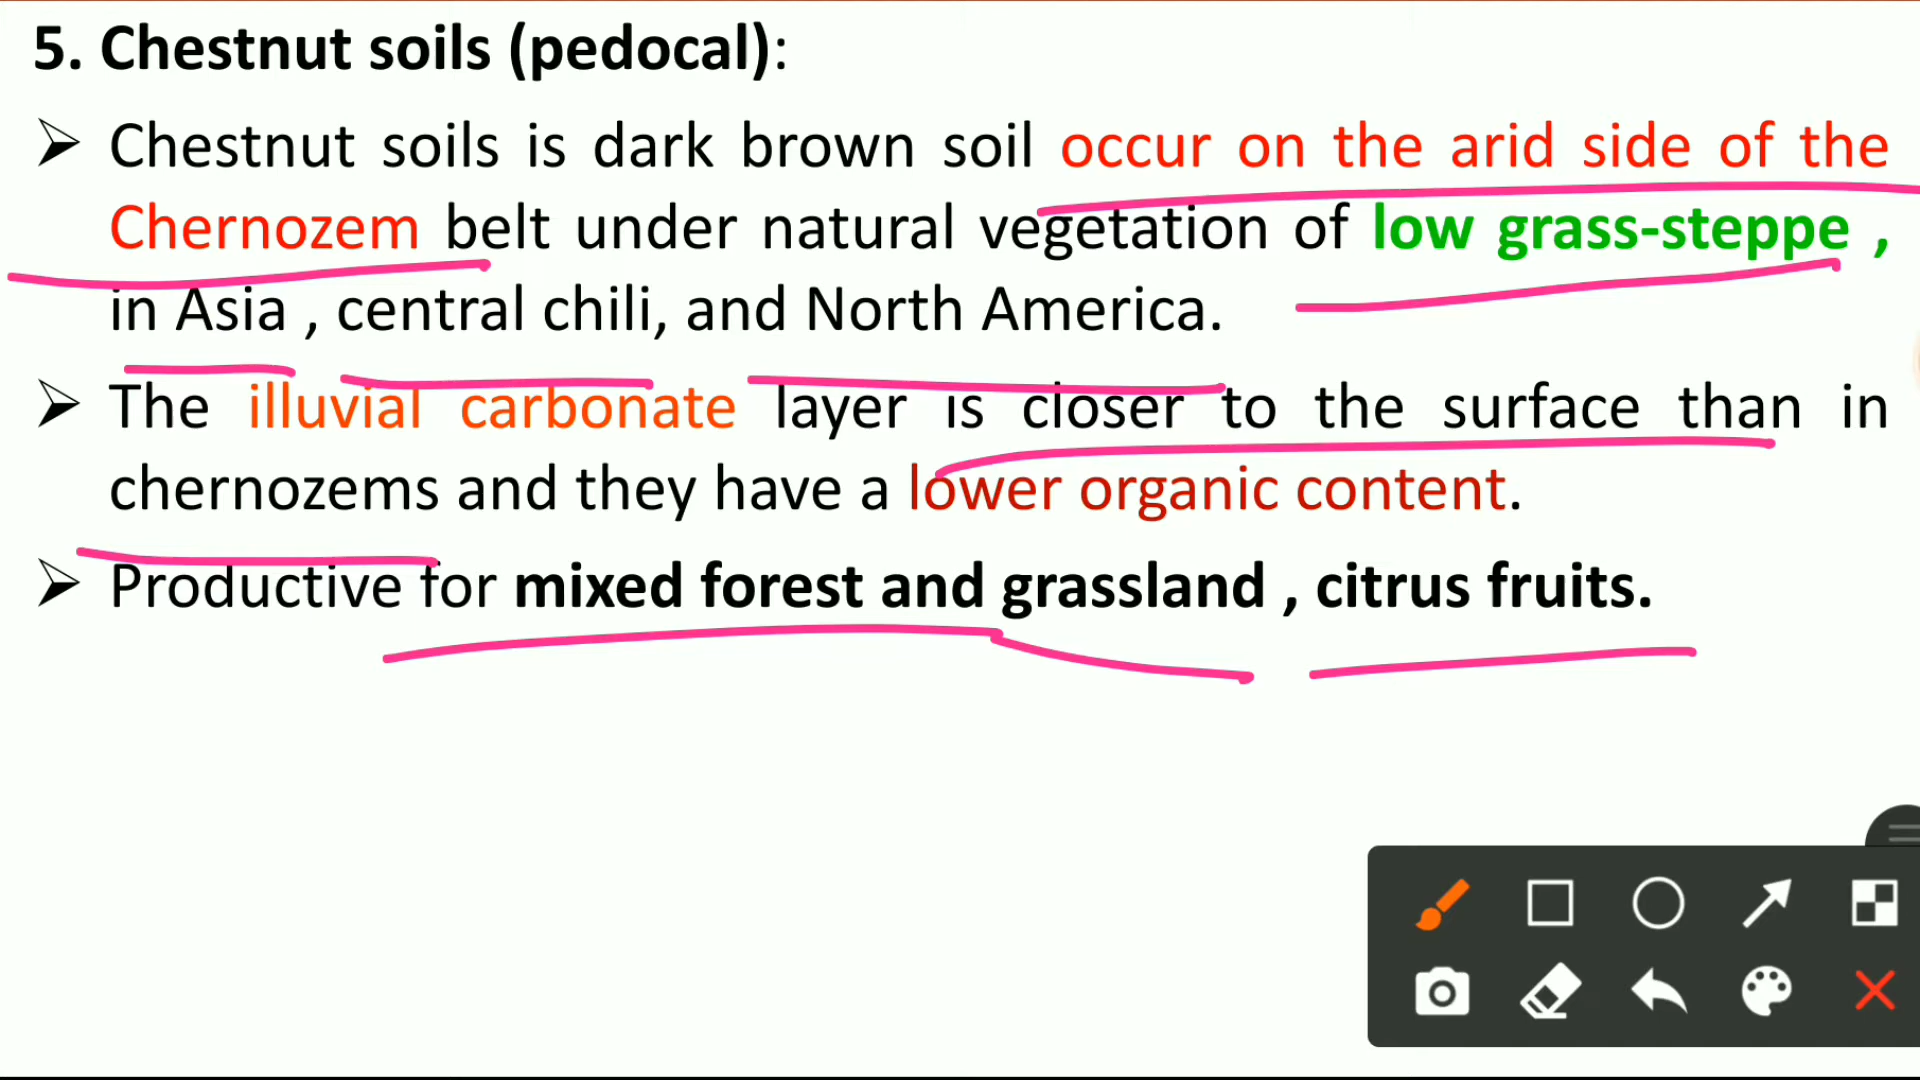 5. Chestnut soils (pedocal):
➢ Chestnut soils is dark brown soil occur on the arid side of the
Chernozem belt under natural vegetation of low grass-steppe ,
in Asia , central chili, and North America.
➢ The illuvial carbonate layer is closer to the surface than in
chernozems and they have a lower organic content.
➢ Productive for mixed forest and grassland , citrus fruits.